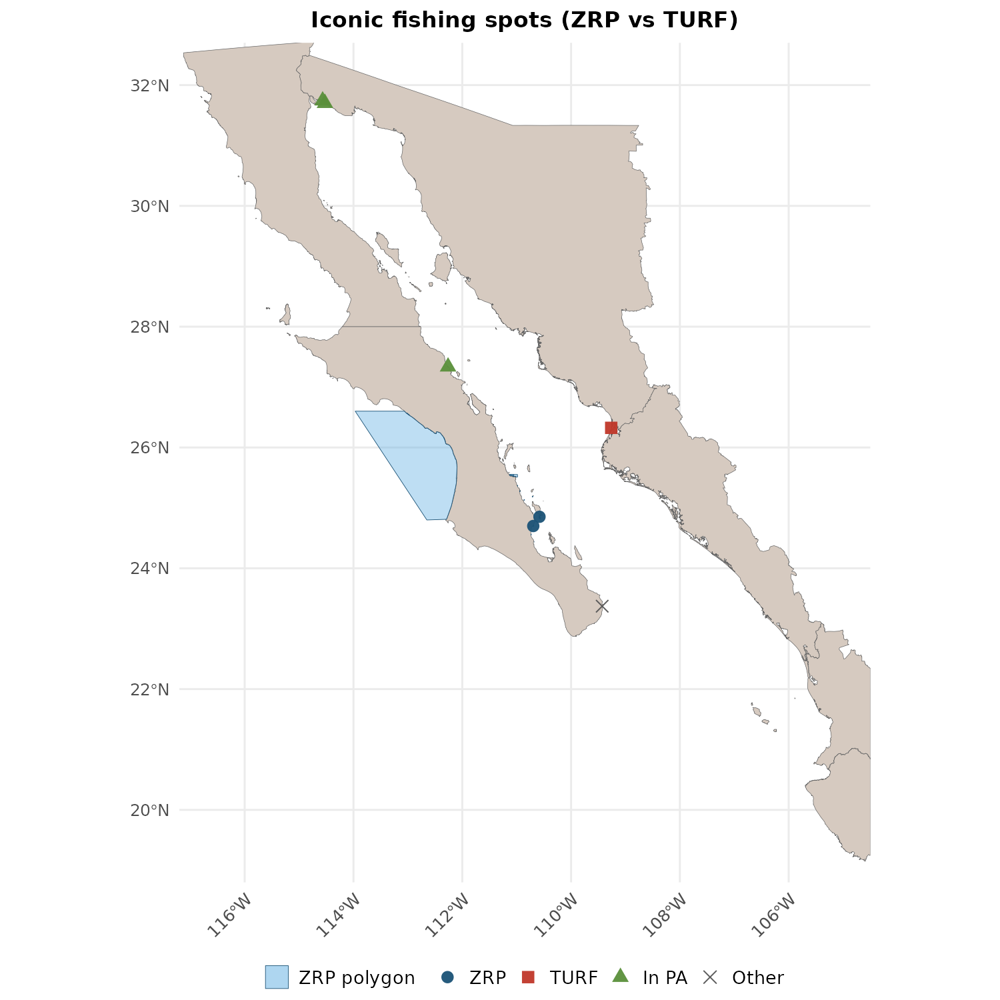 Iconic fishing spots (ZRP vs TURF)
32°N
30°N
28°N
26°N
24°N
22°N
20°N
116°W 114°W 112°W 110°W 108°W 106°W
ZRP polygon ZRP TURF In PA Other